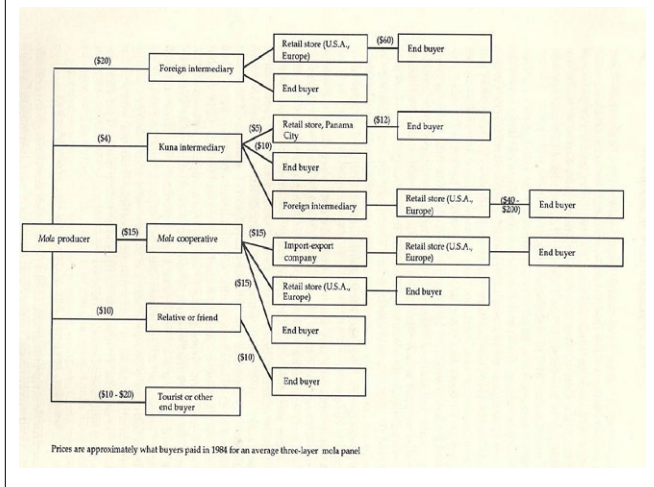 Retail store (U.S.A.,
Europe)
($60)
End buyer
($20)
Foreign intermediary
End buyer
Retail store, Panama
City
($12)
End buyer
($5)
($4)
Kuna intermediary
($10)
End buyer
Foreign intermediary
Retail store (U.S.A.,
Europe)
($40 -
$200)
End buyer
Mola producer
($15)
Mola cooperative
($15)
Import-export
company
Retail store (U.S.A.,
Europe)
End buyer
($15)
Retail store (U.S.A.,
Europe)
End buyer
End buyer
($10)
Relative or friend
($10)
End buyer
($10 - $20)
Tourist or other
end buyer
Prices are approximately what buyers paid in 1984 for an average three-layer mola panel